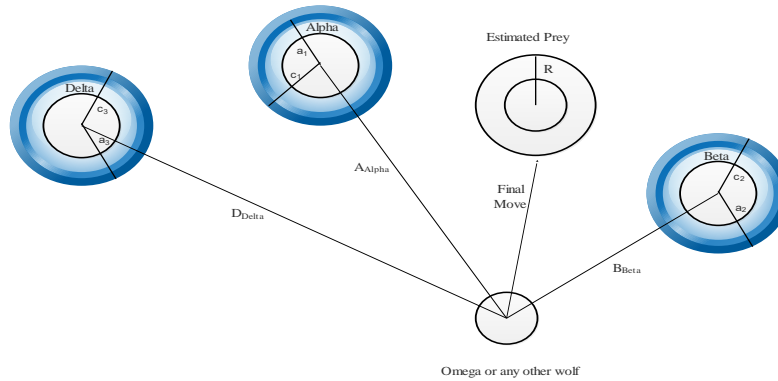 Alpha
a1
c1
Estimated Prey
R
Delta
c3
a3
Beta
c2
a2
AAlpha
Final
Move
DDelta
BBeta
Omega or any other wolf